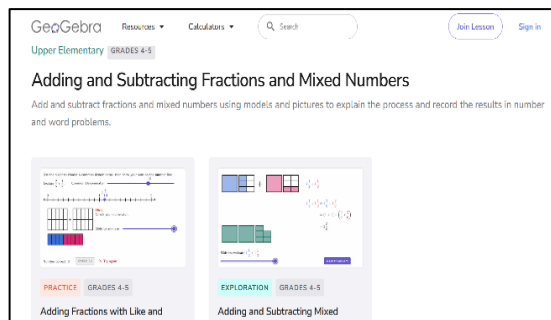 GeoGebra
Resources
Calculators
Search
Join Lesson
Sign in
Upper Elementary GRADES 4-5
Adding and Subtracting Fractions and Mixed Numbers
Add and subtract fractions and mixed numbers using models and pictures to explain the process and record the results in number
and word problems.
PRACTICE GRADES 4-5
EXPLORATION GRADES 4-5
Adding Fractions with Like and
Adding and Subtracting Mixed